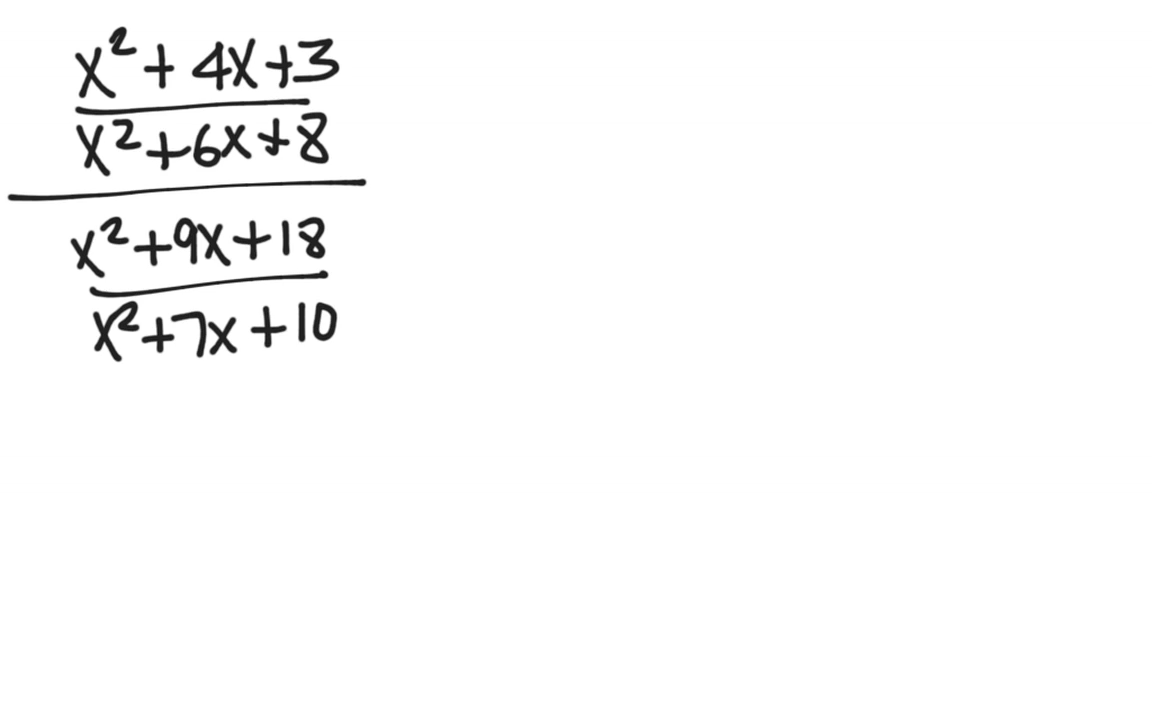 x² + 4x + 3
x² + 6x + 8
x² + 9x + 18
x² + 7x + 10